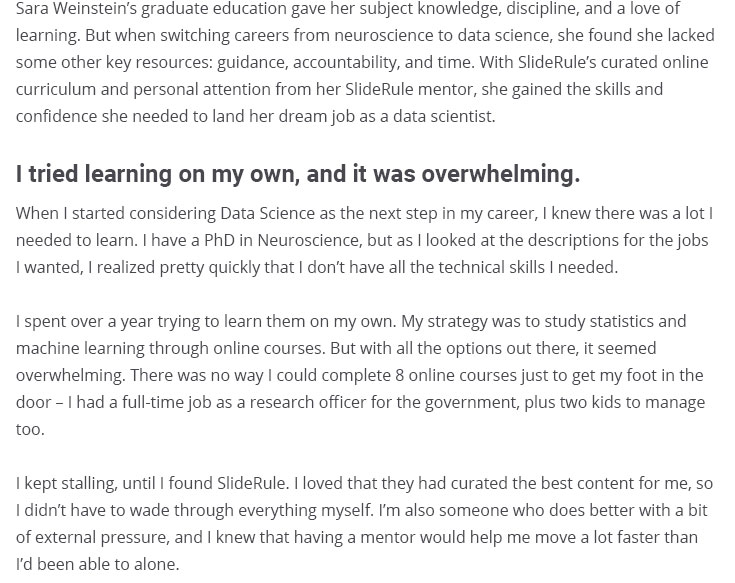 Sara Weinstein’s graduate education gave her subject knowledge, discipline, and a love of
learning. But when switching careers from neuroscience to data science, she found she lacked
some other key resources: guidance, accountability, and time. With SlideRule’s curated online
curriculum and personal attention from her SlideRule mentor, she gained the skills and
confidence she needed to land her dream job as a data scientist.
I tried learning on my own, and it was overwhelming.
When I started considering Data Science as the next step in my career, I knew there was a lot I
needed to learn. I have a PhD in Neuroscience, but as I looked at the descriptions for the jobs
I wanted, I realized pretty quickly that I don’t have all the technical skills I needed.
I spent over a year trying to learn them on my own. My strategy was to study statistics and
machine learning through online courses. But with all the options out there, it seemed
overwhelming. There was no way I could complete 8 online courses just to get my foot in the
door – I had a full-time job as a research officer for the government, plus two kids to manage
too.
I kept stalling, until I found SlideRule. I loved that they had curated the best content for me, so
I didn’t have to wade through everything myself. I’m also someone who does better with a bit
of external pressure, and I knew that having a mentor would help me move a lot faster than
I’d been able to alone.